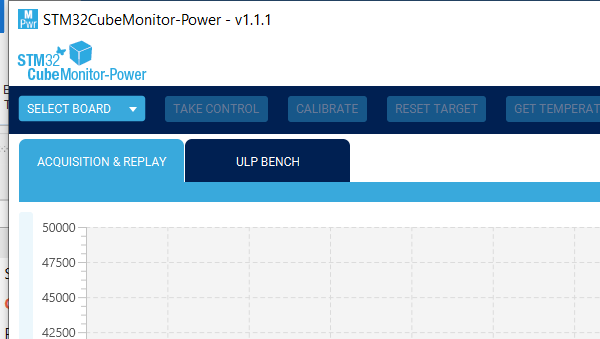 STM32CubeMonitor-Power - v1.1.1
M
Pwr
STM32
CubeMonitor-Power
SELECT BOARD
TAKE CONTROL
CALIBRATE
RESET TARGET
GET TEMPERAT
ACQUISITION & REPLAY
ULP BENCH
50000
47500
45000
42500